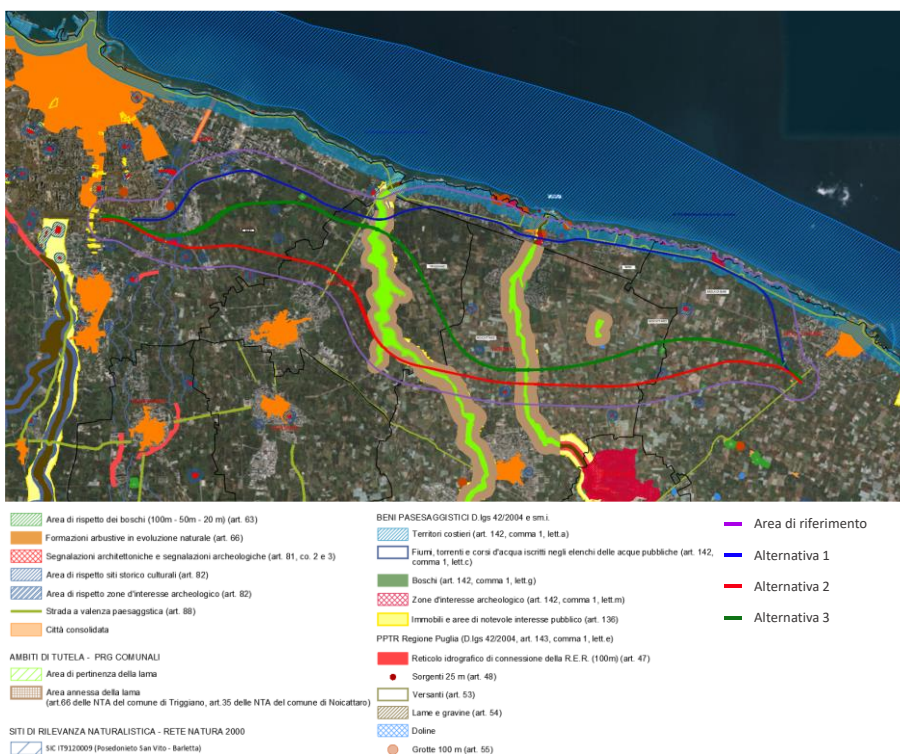 Area di rispetto dei boschi (100m - 50m - 20 m) (art. 63)
Formazioni arbustive in evoluzione naturale (art. 66)
Segnalazioni architettoniche e segnalazioni archeologiche (art. 81, co. 2 e 3)
Area di rispetto siti storico culturali (art. 82)
Area di rispetto zone d'interesse archeologico (art. 82)
Strada a valenza paesaggstica (art. 88)
Città consolidata
AMBITI DI TUTELA - PRG COMUNALI
Area di pertinenza della lama
Area annessa della lama
(art.66 delle NTA del comune di Triggiano, art.35 delle NTA del comune di Noicattaro)
SITI DI RILEVANZA NATURALISTICA - RETE NATURA 2000
SIC IT9120009 (Posedonieto San Vito - Barletta)
BENI PASESAGGISTICI D.lgs 42/2004 e sm.i.
Territori costieri (art. 142, comma 1, lett.a)
Fiumi, torrenti e corsi d'acqua iscritti negli elenchi delle acque pubbliche (art. 142,
comma 1, lett.c)
Boschi (art. 142, comma 1, lett.g)
Zone d'interesse archeologico (art. 142, comma 1, lett.m)
Immobili e aree di notevole interesse pubblico (art. 136)
PPTR Regione Puglia (D.lgs 42/2004, art. 143, comma 1, lett.e)
Reticolo idrografico di connessione della R.E.R. (100m) (art. 47)
Sorgenti 25 m (art. 48)
Versanti (art. 53)
Lame e gravine (art. 54)
Doline
Grotte 100 m (art. 55)
Area di riferimento
Alternativa 1
Alternativa 2
Alternativa 3